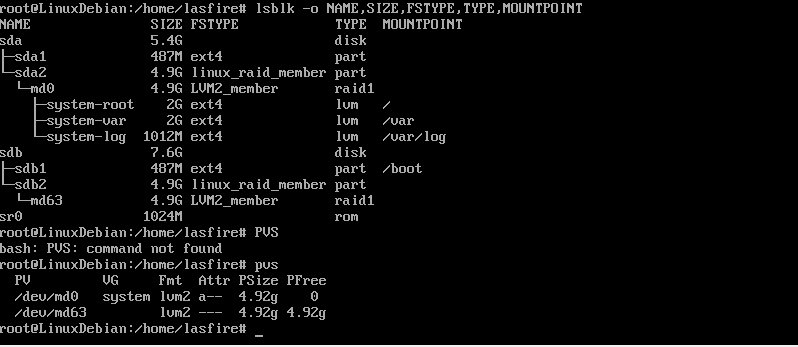 root@LinuxDebian:/home/lasfire# lsblk -o NAME,SIZE,FSTYPE,TYPE,MOUNTPOINT
NAME                SIZE FSTYPE            TYPE  MOUNTPOINT
sda                 5.4G                   disk
├─sda1              487M ext4              part
└─sda2              4.9G linux_raid_member part
  └─md0             4.9G LVM2_member       raid1
    ├─system-root     2G ext4              lvm   /
    ├─system-var      2G ext4              lvm   /var
    └─system-log   1012M ext4              lvm   /var/log
sdb                 7.6G                   disk
├─sdb1              487M ext4              part  /boot
└─sdb2              4.9G linux_raid_member part
  └─md63            4.9G LVM2_member       raid1
sr0                1024M                   rom
root@LinuxDebian:/home/lasfire# PVS
bash: PVS: command not found
root@LinuxDebian:/home/lasfire# pvs
  PV         VG     Fmt  Attr PSize PFree
  /dev/md0   system lvm2 a--  4.92g    0
  /dev/md63         lvm2 ---  4.92g 4.92g
root@LinuxDebian:/home/lasfire# _